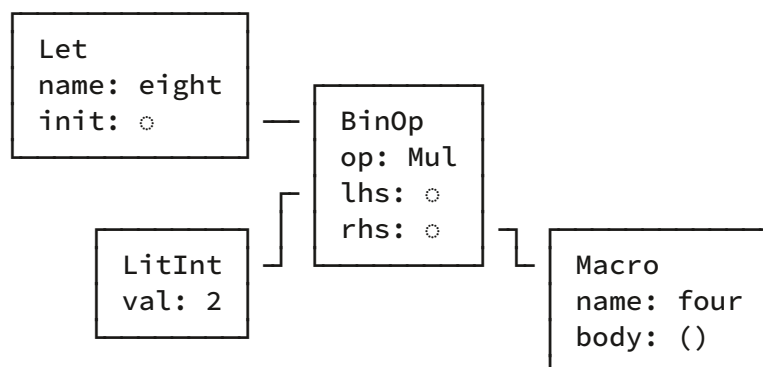 Let
name: eight
init: ◌
BinOp
op: Mul
lhs: ◌
rhs: ◌
LitInt
val: 2
Macro
name: four
body: ()